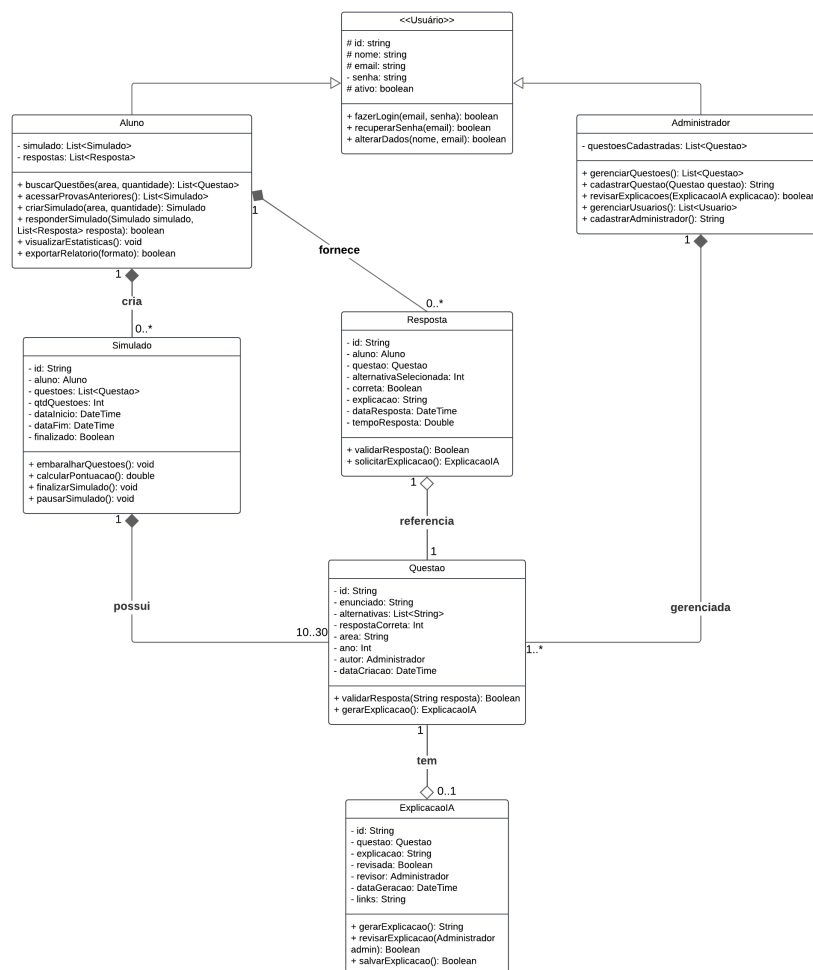 <<Usuário>>
# id: string
# nome: string
# email: string
- senha: string
# ativo: boolean
+ fazerLogin(email, senha): boolean
+ recuperarSenha(email): boolean
+ alterarDados(nome, email): boolean
Aluno
- simulado: List<Simulado>
- respostas: List<Resposta>
+ buscarQuestões(area, quantidade): List<Questao>
+ acessarProvasAnteriores(): List<Simulado>
+ criarSimulado(area, quantidade): Simulado
+ responderSimulado(Simulado simulado,
List<Resposta> resposta): boolean
+ visualizarEstatisticas(): void
+ exportarRelatorio(formato): boolean
Administrador
- questoesCadastradas: List<Questao>
+ gerenciarQuestoes(): List<Questao>
+ cadastrarQuestao(Questao questao): String
+ revisarExplicacoes(ExplicacaoIA explicacao): boolean
+ gerenciarUsuarios(): List<Usuario>
+ cadastrarAdministrador(): String
1
fornece
0..*
1
cria
0..*
1
Simulado
- id: String
- aluno: Aluno
- questoes: List<Questao>
- qtdQuestoes: Int
- dataInicio: DateTime
- dataFim: DateTime
- finalizado: Boolean
+ embaralharQuestoes(): void
+ calcularPontuacao(): double
+ finalizarSimulado(): void
+ pausarSimulado(): void
Resposta
- id: String
- aluno: Aluno
- questao: Questao
- alternativaSelecionada: Int
- correta: Boolean
- explicacao: String
- dataResposta: DateTime
- tempoResposta: Double
+ validarResposta(): Boolean
+ solicitarExplicacao(): ExplicacaoIA
1
referencia
1
1
possui
10..30
gerenciada
1..*
Questao
- id: String
- enunciado: String
- alternativas: List<String>
- respostaCorreta: Int
- area: String
- ano: Int
- autor: Administrador
- dataCriacao: DateTime
+ validarResposta(String resposta): Boolean
+ gerarExplicacao(): ExplicacaoIA
1
tem
0..1
ExplicacaoIA
- id: String
- questao: Questao
- explicacao: String
- revisada: Boolean
- revisor: Administrador
- dataGeracao: DateTime
- links: String
+ gerarExplicacao(): String
+ revisarExplicacao(Administrador
admin): Boolean
+ salvarExplicacao(): Boolean